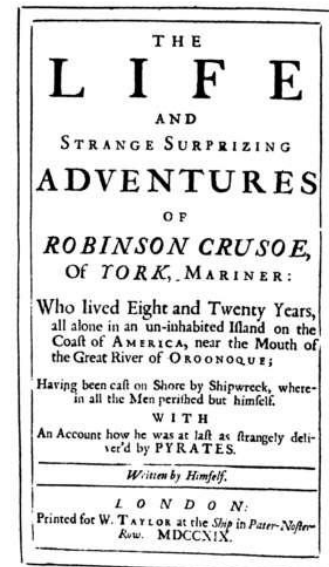 THE
LIFE
AND
STRANGE SURPRIZING
ADVENTURES
OF
ROBINSON CRUSOE,
Of YORK, MARINER:
Who lived Eight and Twenty Years,
all alone in an un-inhabited Iſland on the
Coaſt of AMERICA, near the Mouth of
the Great River of OROONOQUE;
Having been caſt on Shore by Shipwreck, where-
in all the Men periſhed but himſelf.
WITH
An Account how he was at laſt as ſtrangely deli-
ver'd by PYRATES.
Written by Himſelf.
LONDON:
Printed for W. TAYLOR at the Ship in Pater-Noſter-
Row. MDCCXIX.